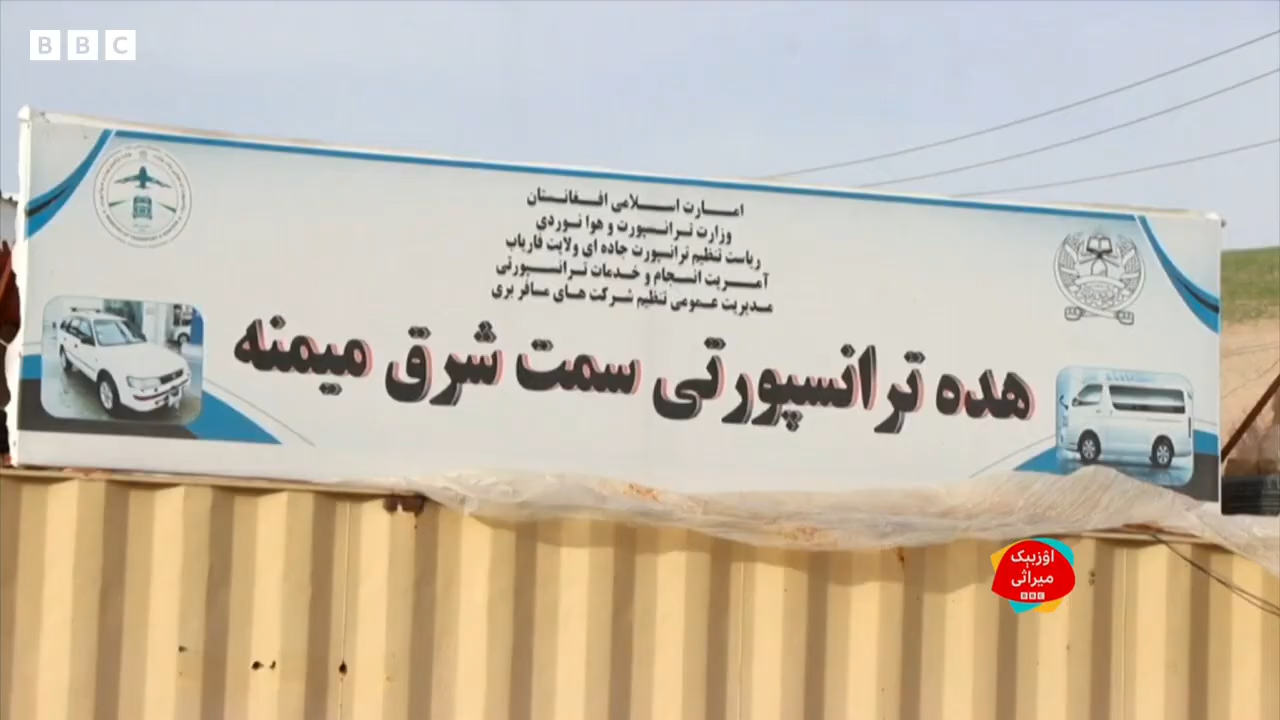 BBC
امارت اسلامی افغانستان
وزارت ترانسپورت و هوا نوردی
ریاست تنظیم ترانسپورت جاده ای ولایت فاریاب
آمریت انسجام و خدمات ترانسپورتی
مدیریت عمومی تنظیم شرکت های مسافر بری
هده ترانسپورتی سمت شرق میمنه
اۉزبېک
میراثی
BBC